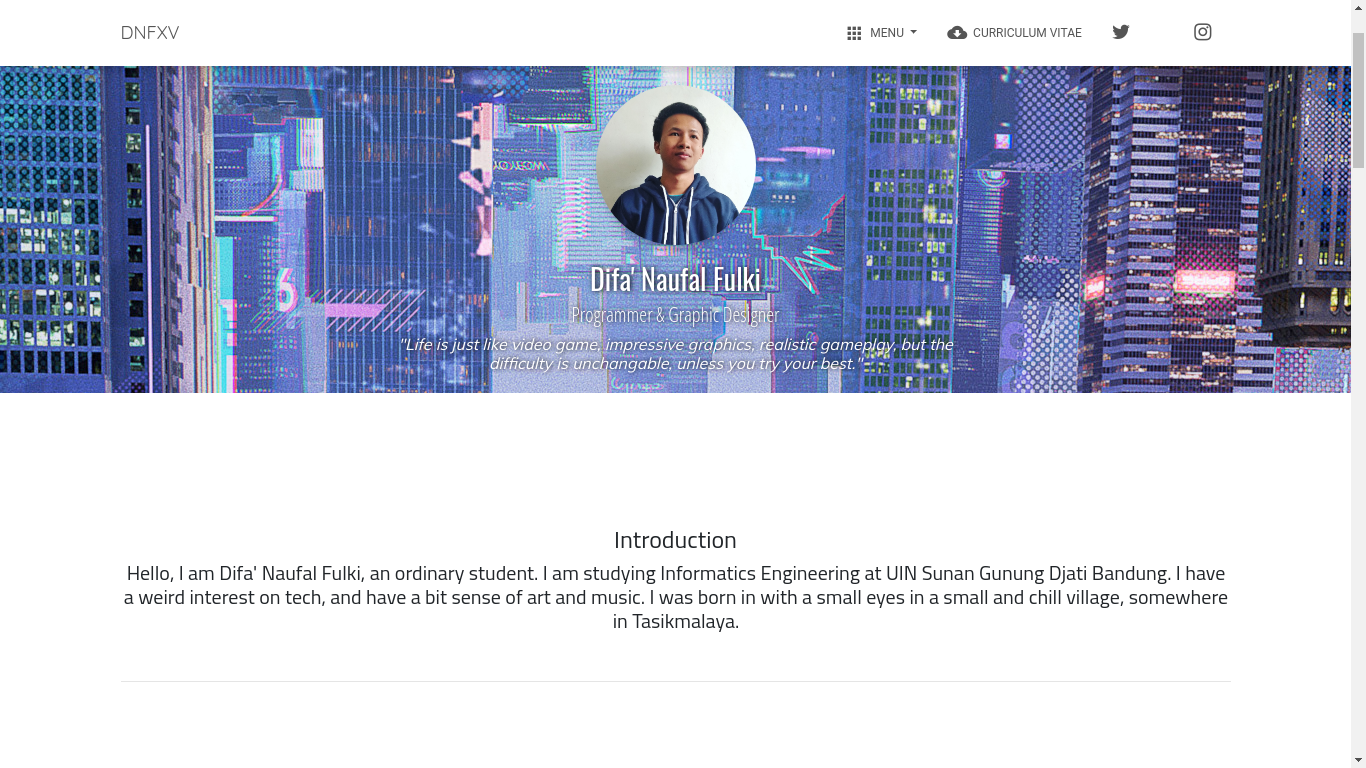 DNFXV
MENU
CURRICULUM VITAE
6
Difa' Naufal Fulki
Programmer & Graphic Designer
"Life is just like video game, impressive graphics, realistic gameplay, but the
difficulty is unchangable, unless you try your best."
Introduction
Hello, I am Difa' Naufal Fulki, an ordinary student. I am studying Informatics Engineering at UIN Sunan Gunung Djati Bandung. I have
a weird interest on tech, and have a bit sense of art and music. I was born in with a small eyes in a small and chill village, somewhere
in Tasikmalaya.